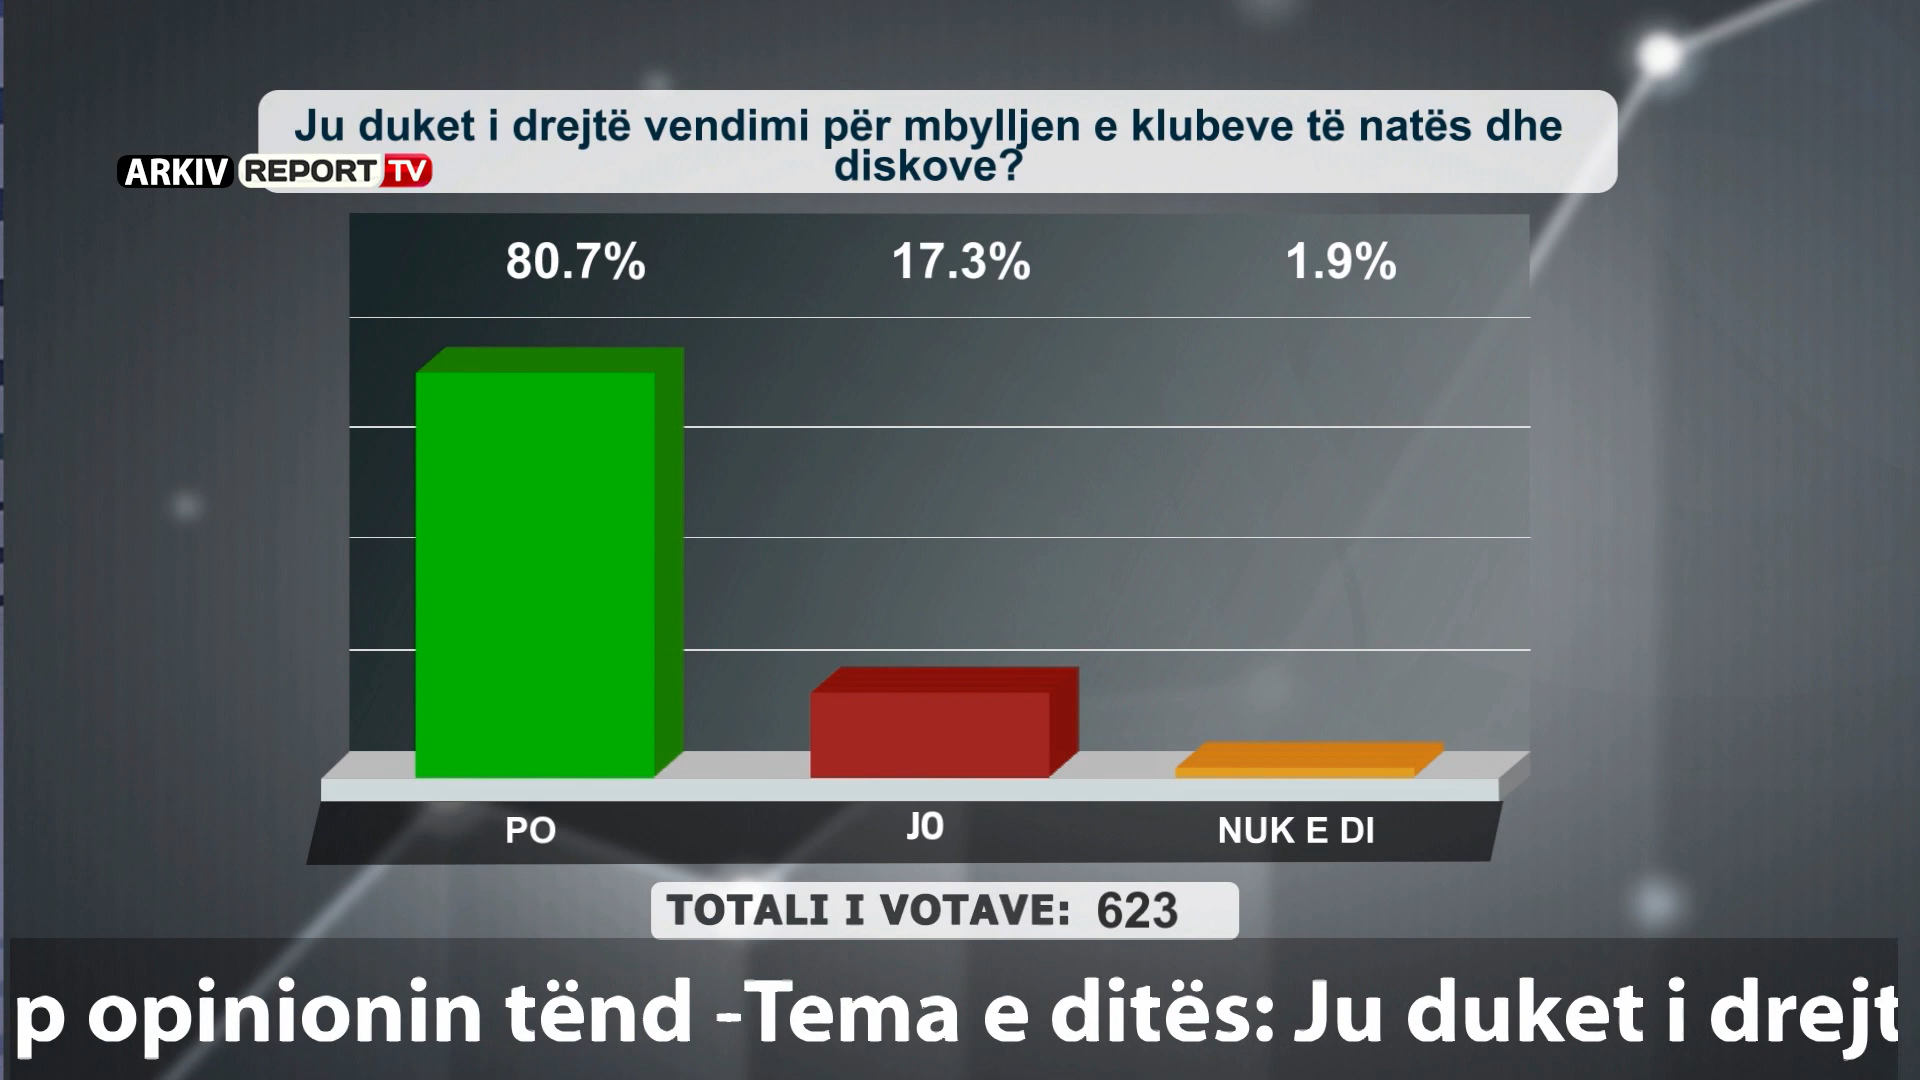 Ju duket i drejtë vendimi për mbylljen e klubeve të natës dhe
diskove?
ARKIV REPORT TV
80.7% 17.3% 1.9%
PO JO NUK E DI
TOTALI I VOTAVE: 623
p opinionin tënd -Tema e ditës: Ju duket i drejt